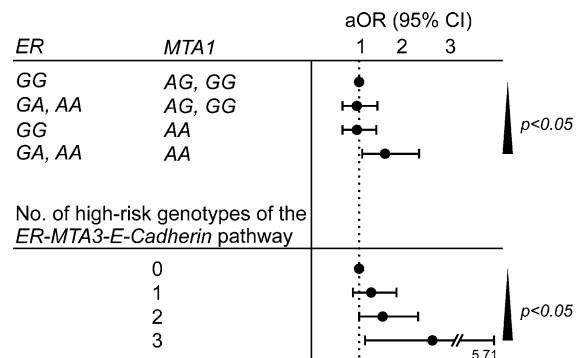 aOR (95% CI)
ER MTA1 1 2 3
GG AG, GG
GA, AA AG, GG
GG AA
GA, AA AA
p<0.05
No. of high-risk genotypes of the
ER-MTA3-E-Cadherin pathway
0
1
2
3
p<0.05
5.71